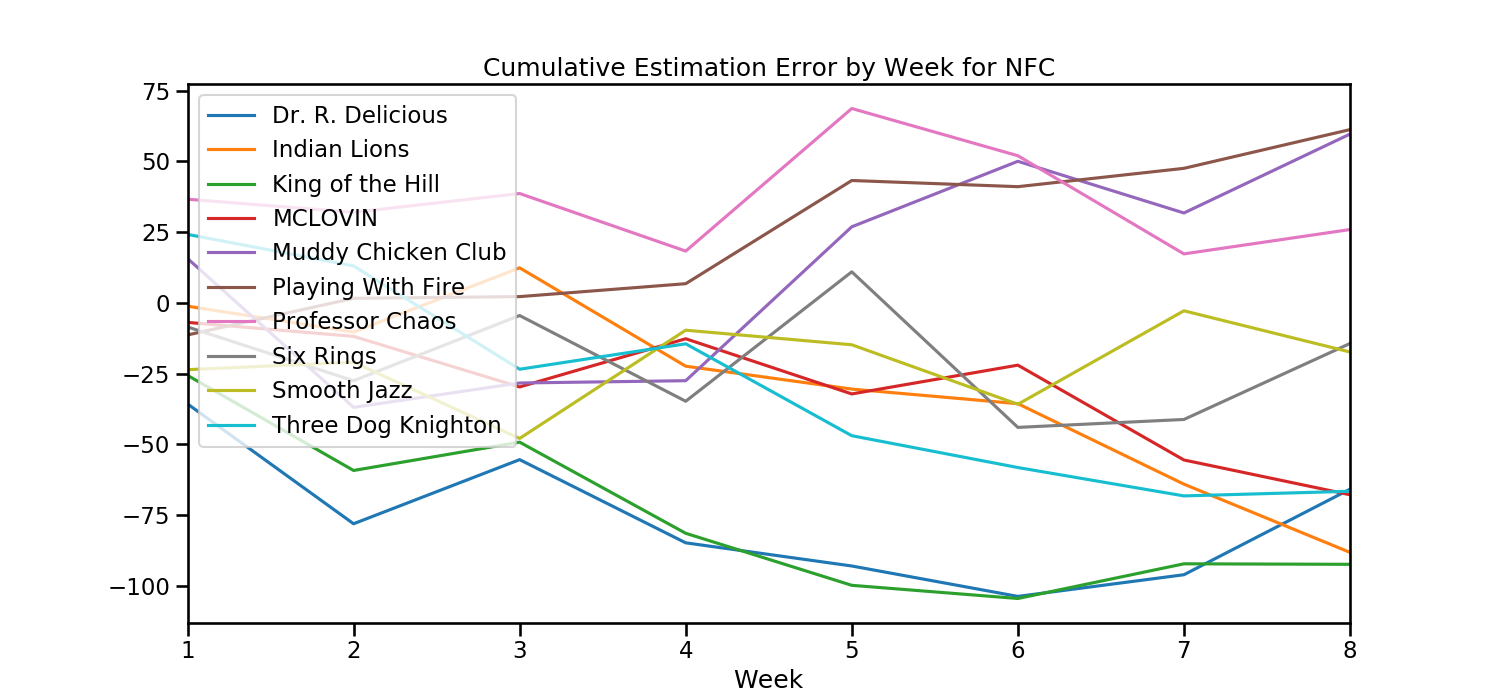 Cumulative Estimation Error by Week for NFC
75
50
25
0
−25
−50
−75
−100
Dr. R. Delicious
Indian Lions
King of the Hill
MCLOVIN
Muddy Chicken Club
Playing With Fire
Professor Chaos
Six Rings
Smooth Jazz
Three Dog Knighton
1 2 3 4 5 6 7 8
Week